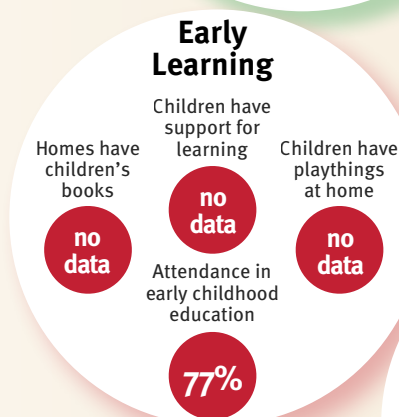 Early
Learning
Children have
support for
learning
no
data
Homes have
children's
books
no
data
Children have
playthings
at home
no
data
Attendance in
early childhood
education
77%